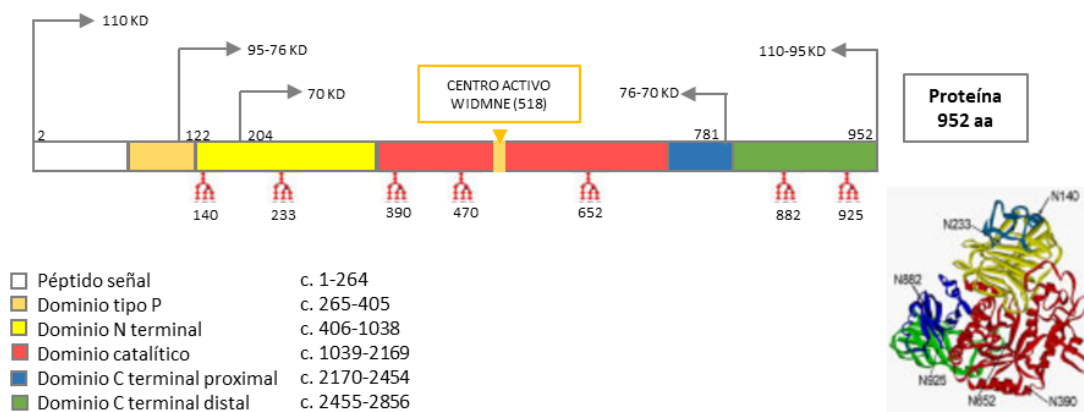 110 KD
95-76 KD
110-95 KD
70 KD
CENTRO ACTIVO
WIDMNE (518)
76-70 KD
Proteína
952 aa
2
122
204
781
952
140
233
390
470
652
882
925
N140
N233
N882
N925
N652
N390
Péptido señal c. 1-264
Dominio tipo P c. 265-405
Dominio N terminal c. 406-1038
Dominio catalítico c. 1039-2169
Dominio C terminal proximal c. 2170-2454
Dominio C terminal distal c. 2455-2856